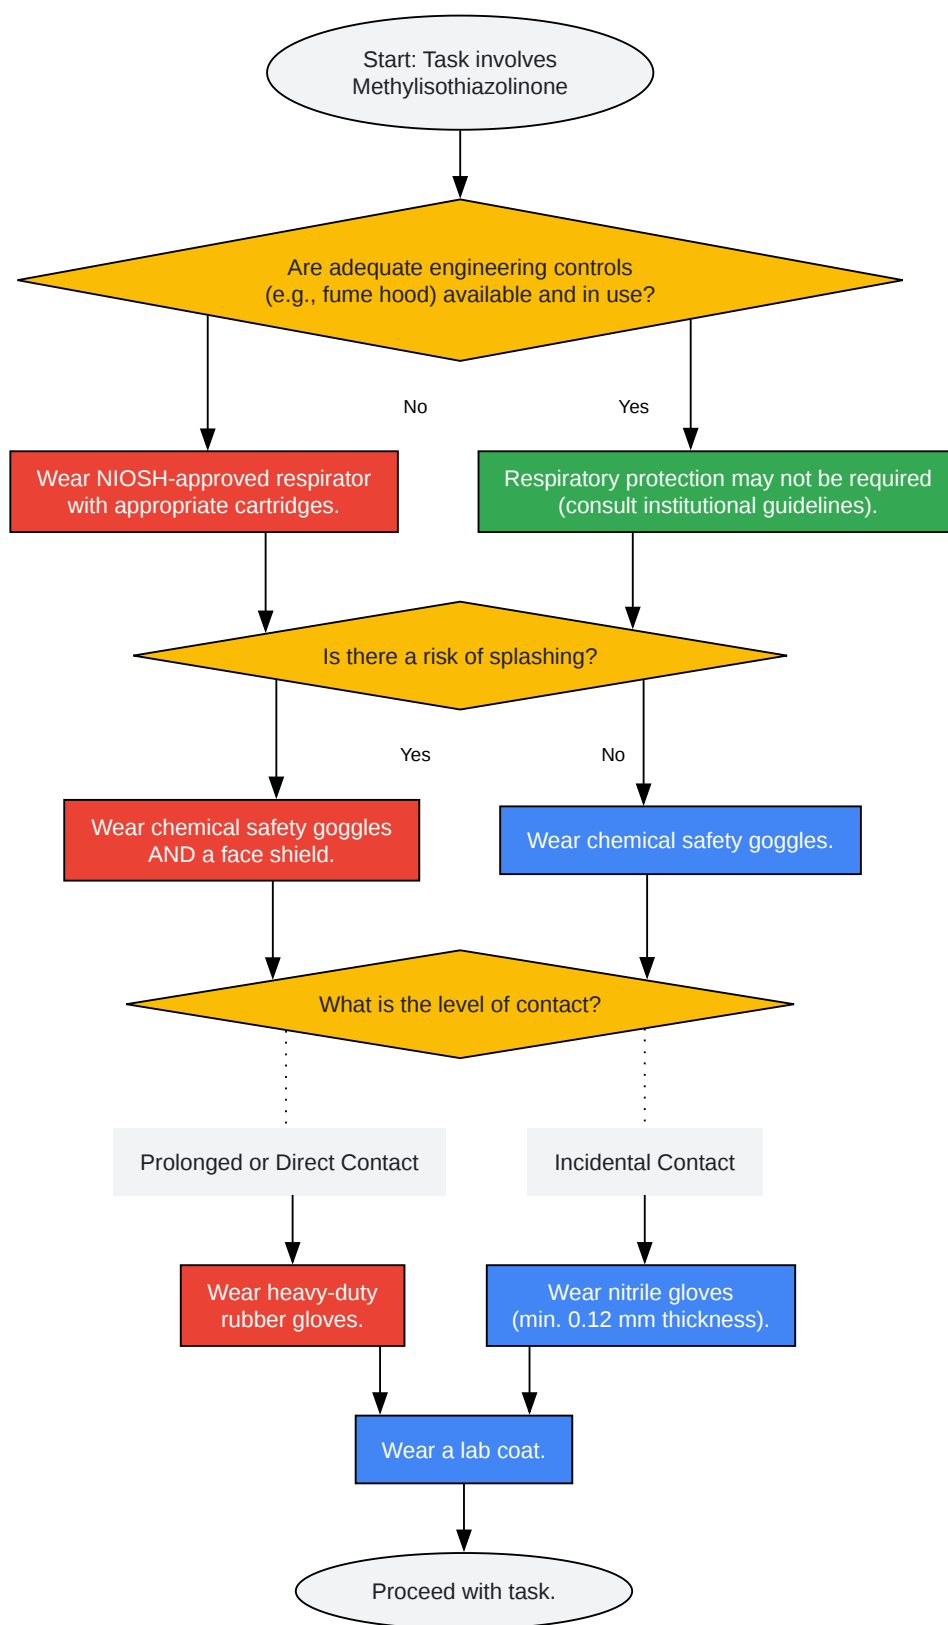 Start: Task involves
Methylisothiazolinone
Are adequate engineering controls
(e.g., fume hood) available and in use?
No
Yes
Wear NIOSH-approved respirator
with appropriate cartridges.
Respiratory protection may not be required
(consult institutional guidelines).
Is there a risk of splashing?
Yes
No
Wear chemical safety goggles
AND a face shield.
Wear chemical safety goggles.
What is the level of contact?
Prolonged or Direct Contact
Incidental Contact
Wear heavy-duty
rubber gloves.
Wear nitrile gloves
(min. 0.12 mm thickness).
Wear a lab coat.
Proceed with task.